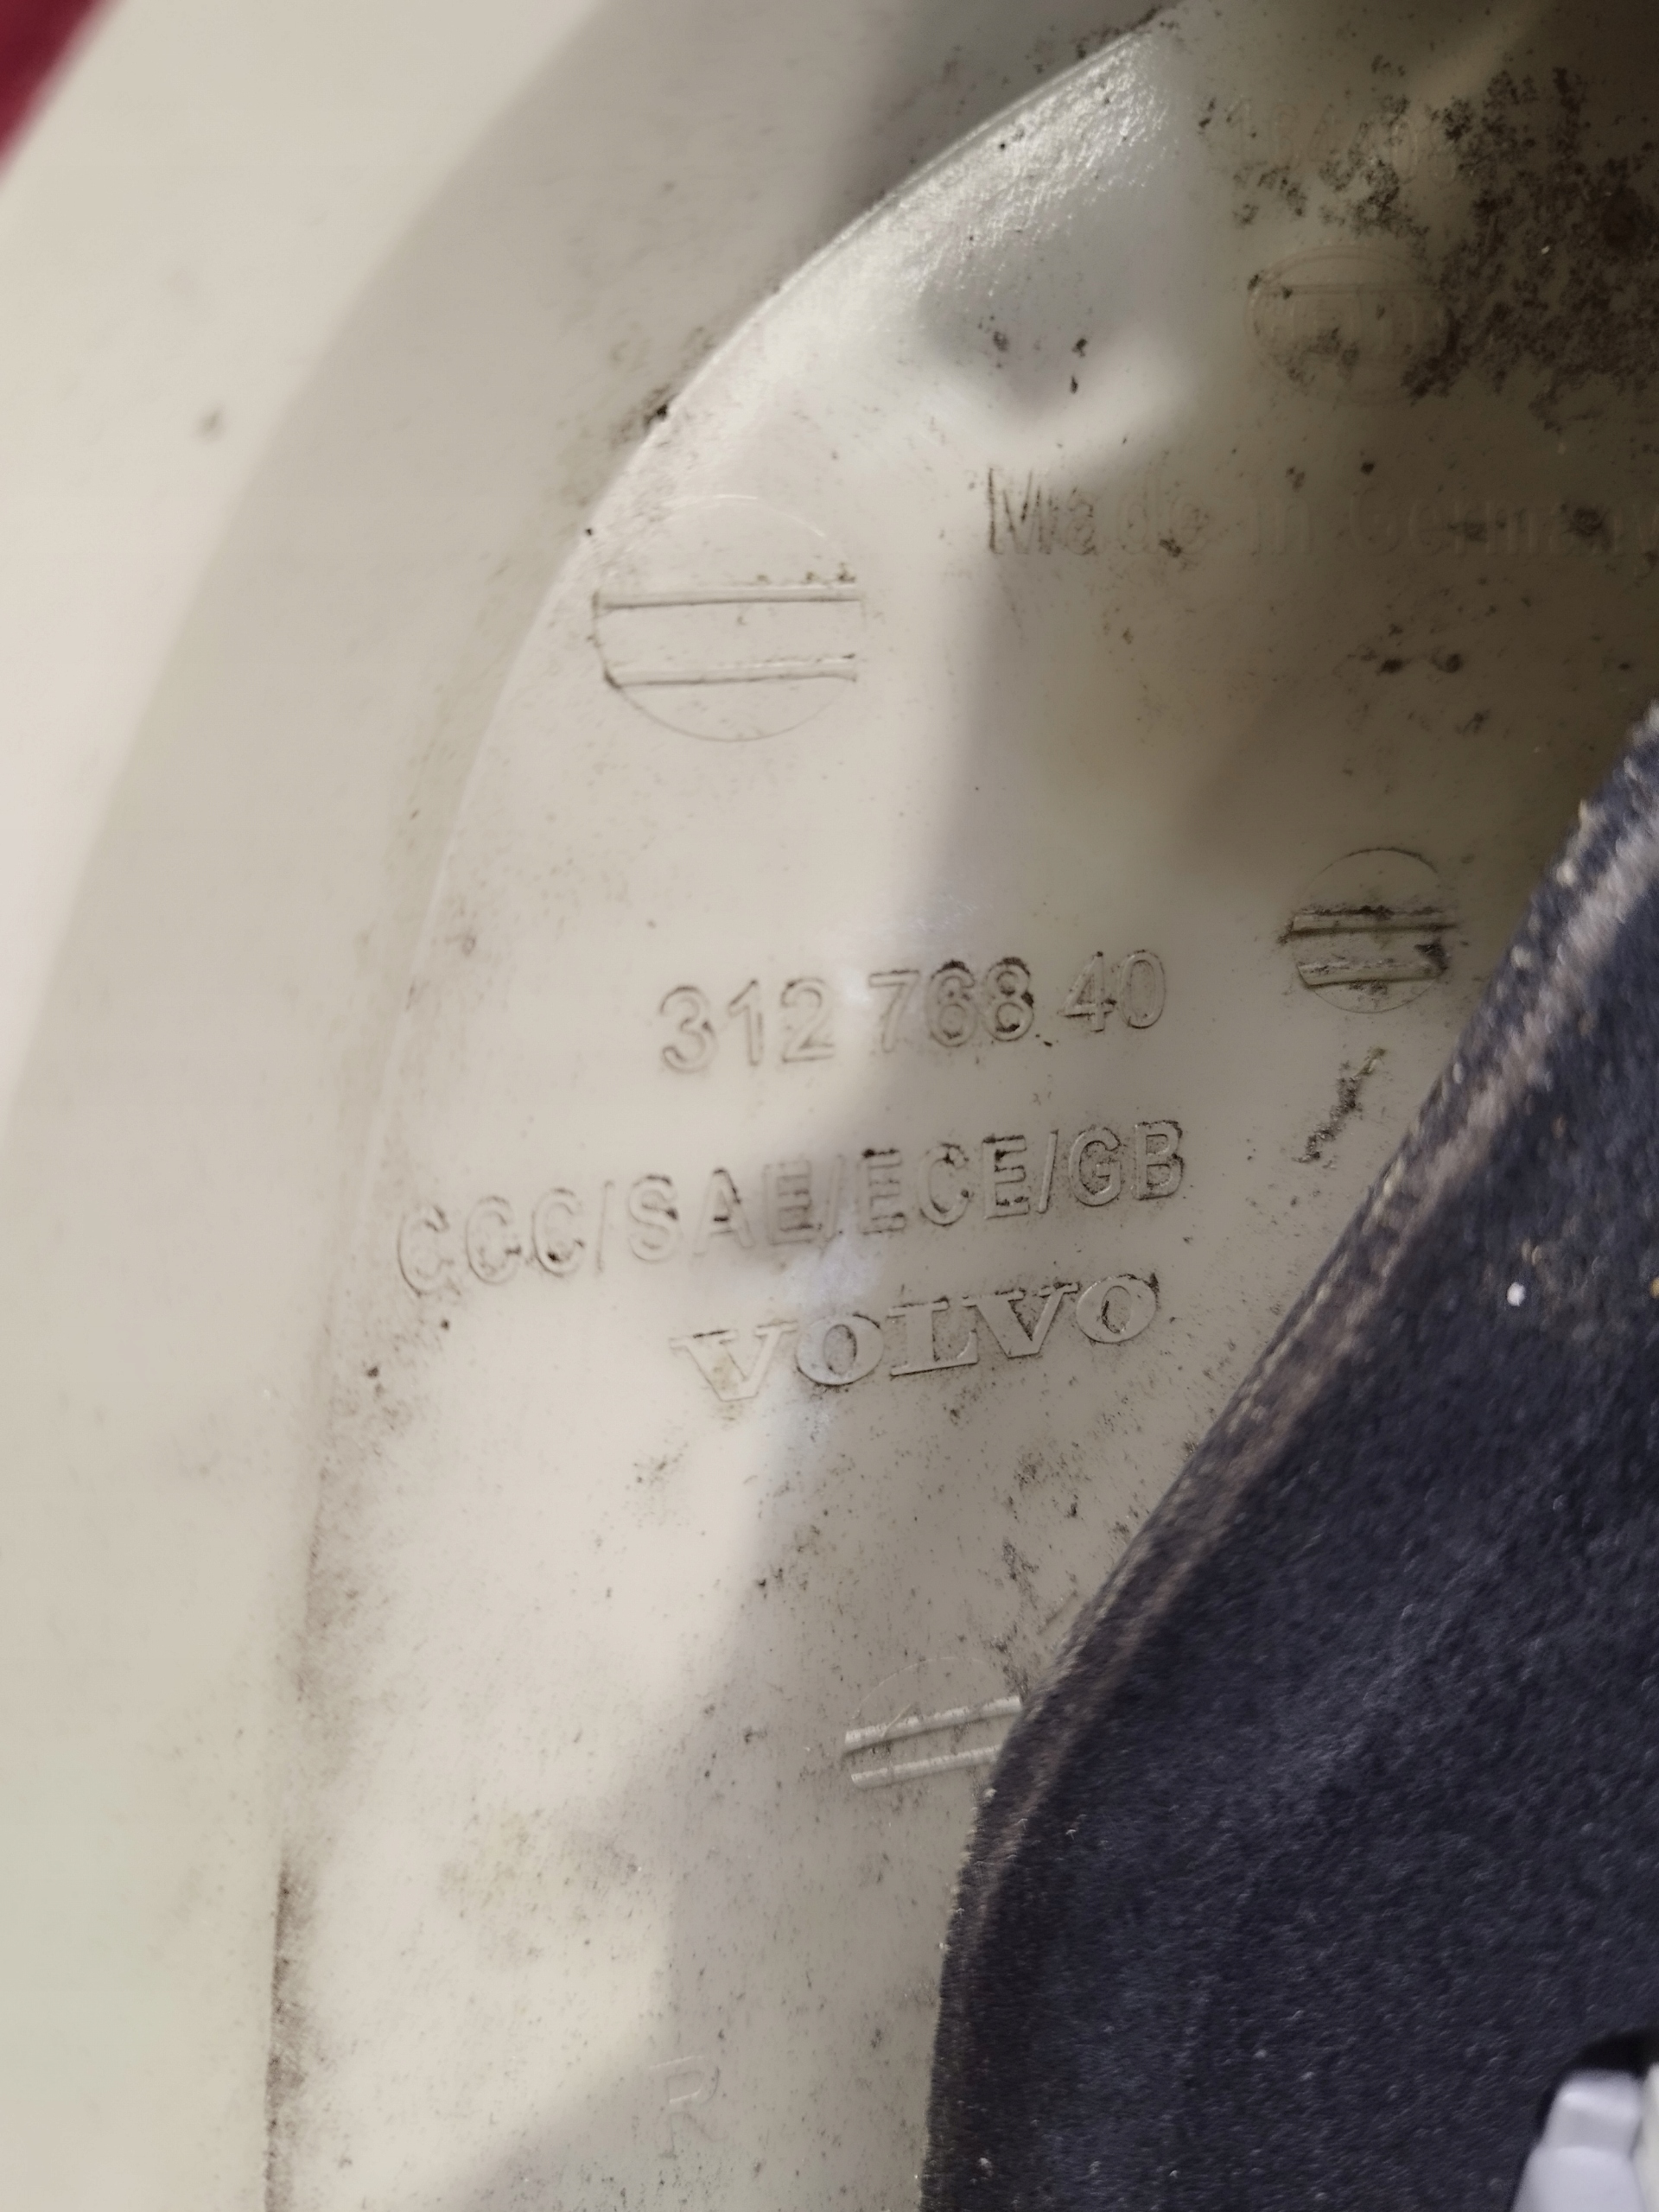 Made in Germany
312 768 40
CCC/SAE/ECE/GB
VOLVO
R